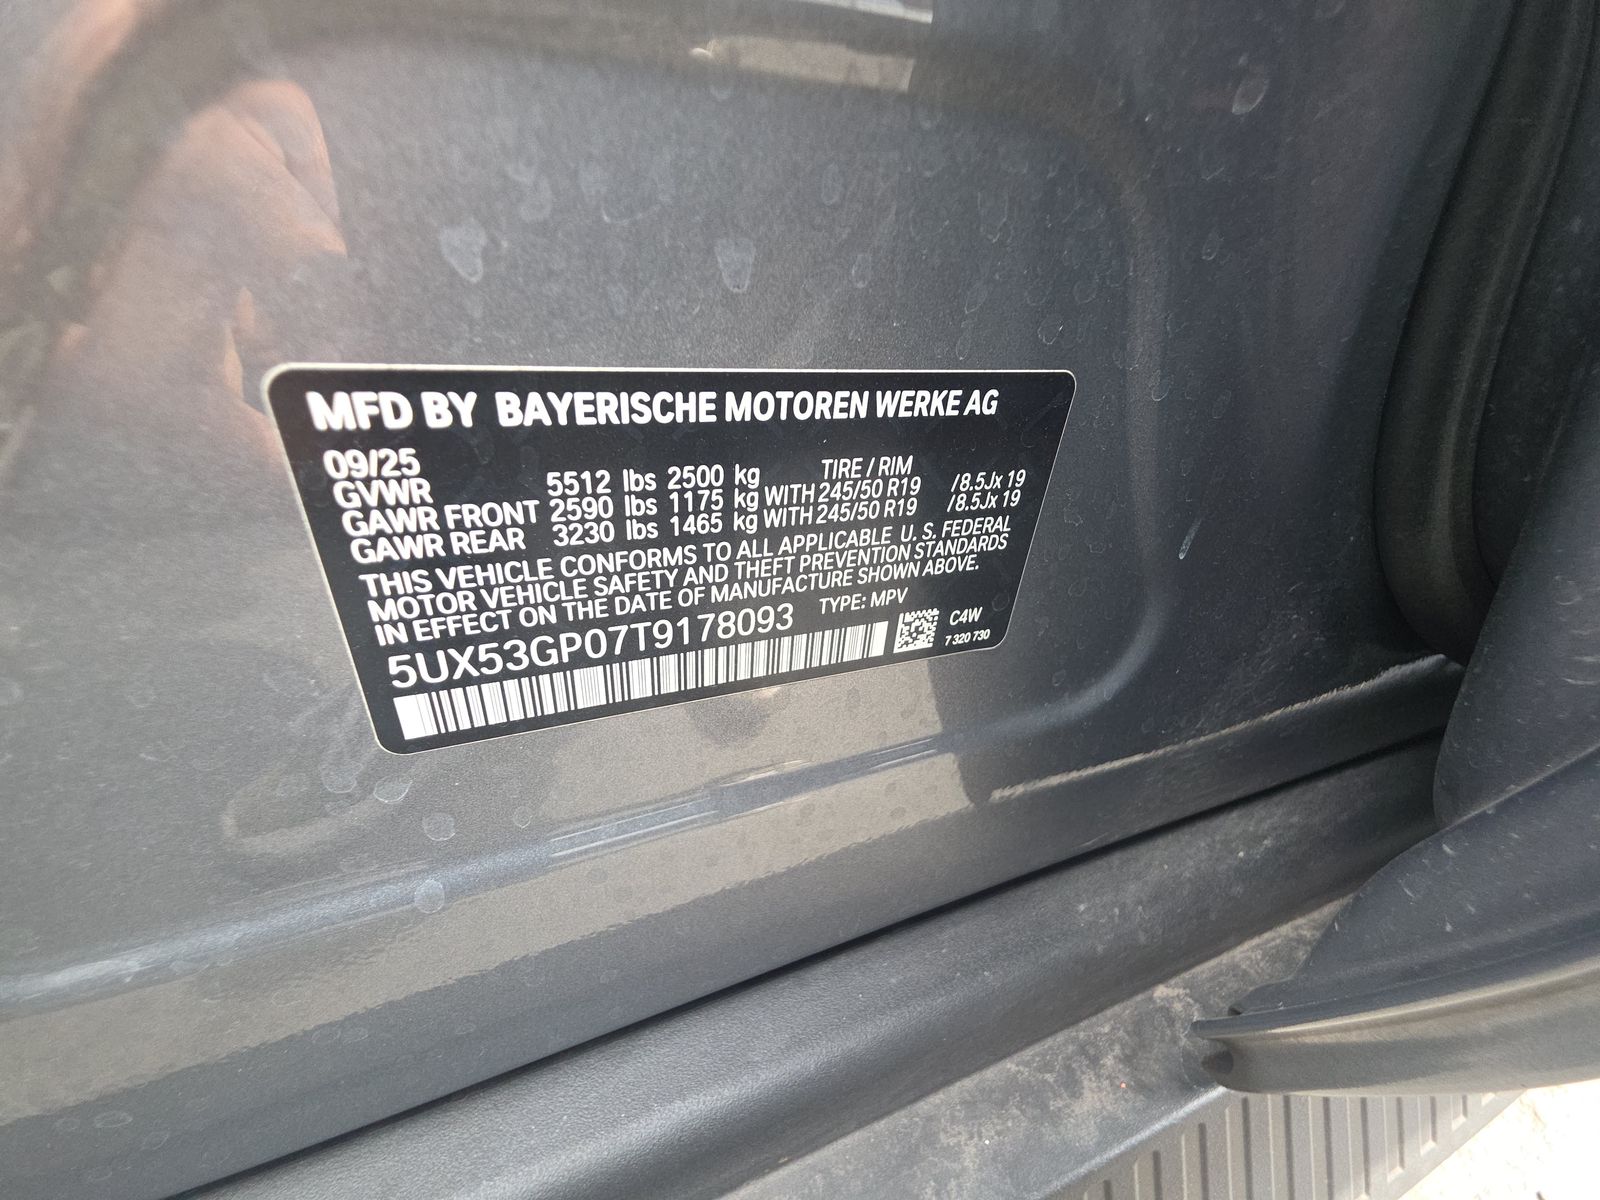 MFD BY BAYERISCHE MOTOREN WERKE AG
09/25 TIRE / RIM
GVWR 5512 lbs 2500 kg
GAWR FRONT 2590 lbs 1175 kg WITH 245/50 R19 /8.5Jx 19
GAWR REAR 3230 lbs 1465 kg WITH 245/50 R19 /8.5Jx 19
THIS VEHICLE CONFORMS TO ALL APPLICABLE U. S. FEDERAL
MOTOR VEHICLE SAFETY AND THEFT PREVENTION STANDARDS
IN EFFECT ON THE DATE OF MANUFACTURE SHOWN ABOVE.
5UX53GP07T9178093 TYPE: MPV
C4W
7 320 730